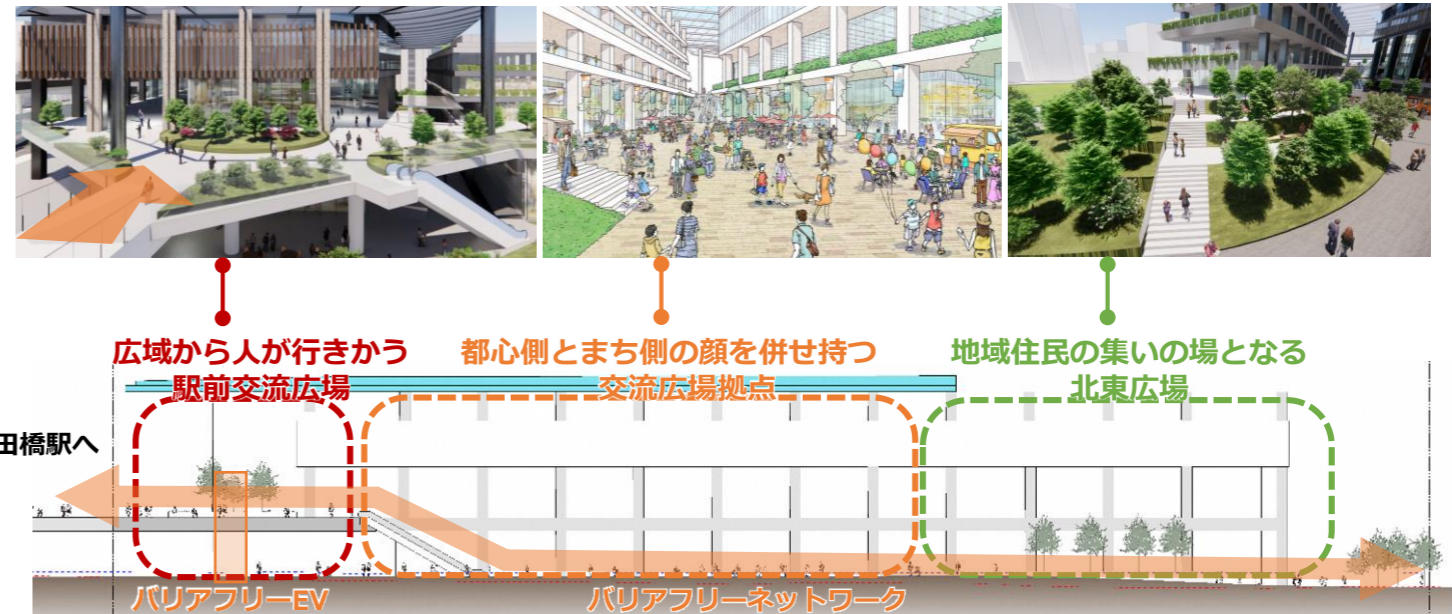 広域から人が行きかう
駅前交流広場
都心側とまち側の顔を併せ持つ
交流広場拠点
地域住民の集いの場となる
北東広場
田橋駅へ
バリアフリーEV
バリアフリーネットワーク